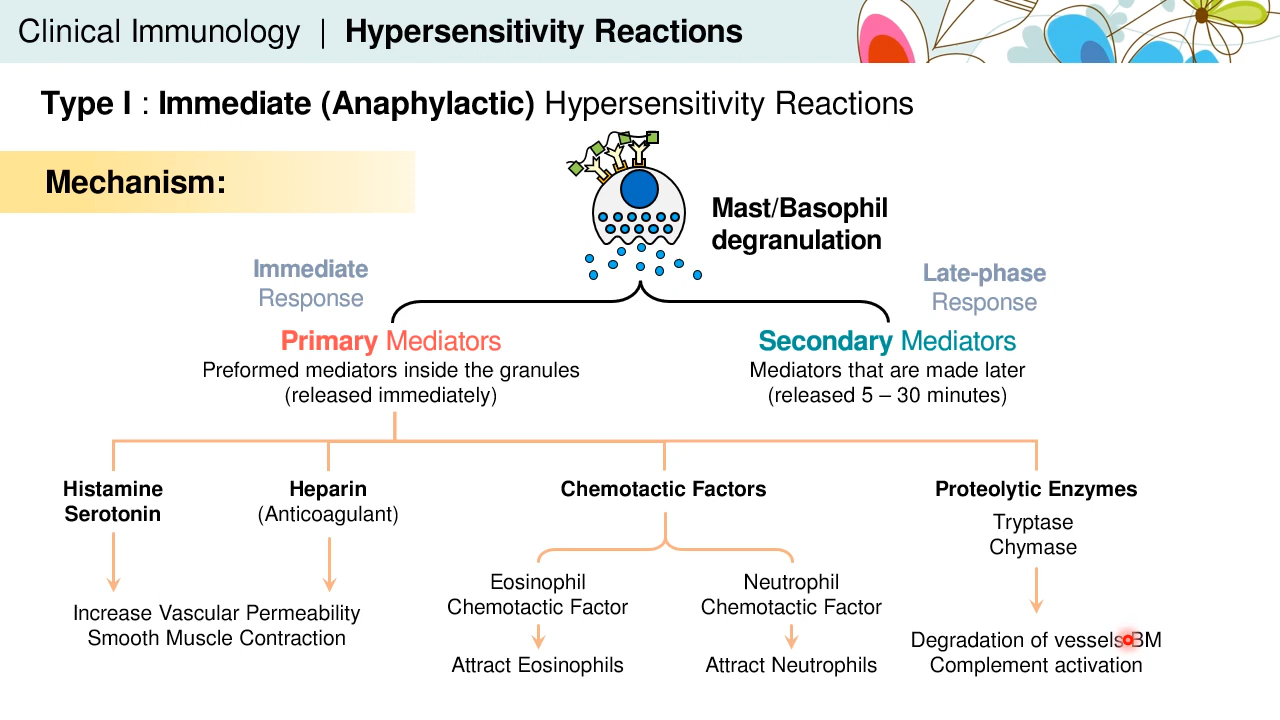 Clinical Immunology | Hypersensitivity Reactions
Type I : Immediate (Anaphylactic) Hypersensitivity Reactions
Mechanism:
Mast/Basophil
degranulation
Immediate
Response
Late-phase
Response
Primary Mediators
Preformed mediators inside the granules
(released immediately)
Secondary Mediators
Mediators that are made later
(released 5 – 30 minutes)
Histamine
Serotonin
Heparin
(Anticoagulant)
Increase Vascular Permeability
Smooth Muscle Contraction
Chemotactic Factors
Eosinophil
Chemotactic Factor
Attract Eosinophils
Neutrophil
Chemotactic Factor
Attract Neutrophils
Proteolytic Enzymes
Tryptase
Chymase
Degradation of vessels BM
Complement activation